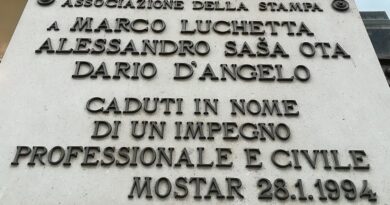 ASSOCIAZIONE DELLA STAMPA
A MARCO LUCHETTA
ALESSANDRO SAŠA OTA
DARIO D'ANGELO
CADUTI IN NOME
DI UN IMPEGNO
PROFESSIONALE E CIVILE
MOSTAR 28.1.1994